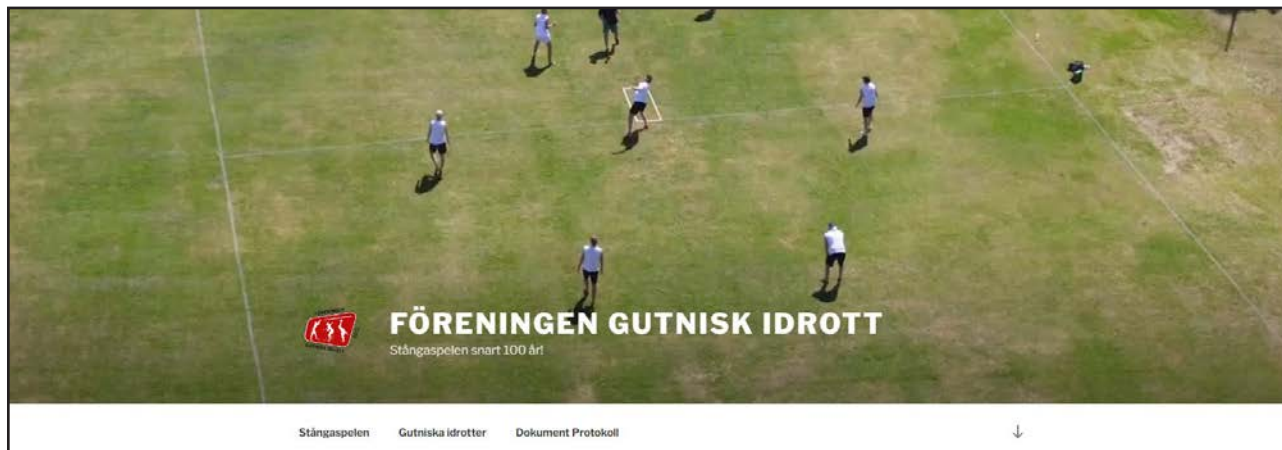 FÖRENINGEN GUTNISK IDROTT
Stångaspelen snart 100 år!
Stångaspelen Gutniska idrotter Dokument Protokoll